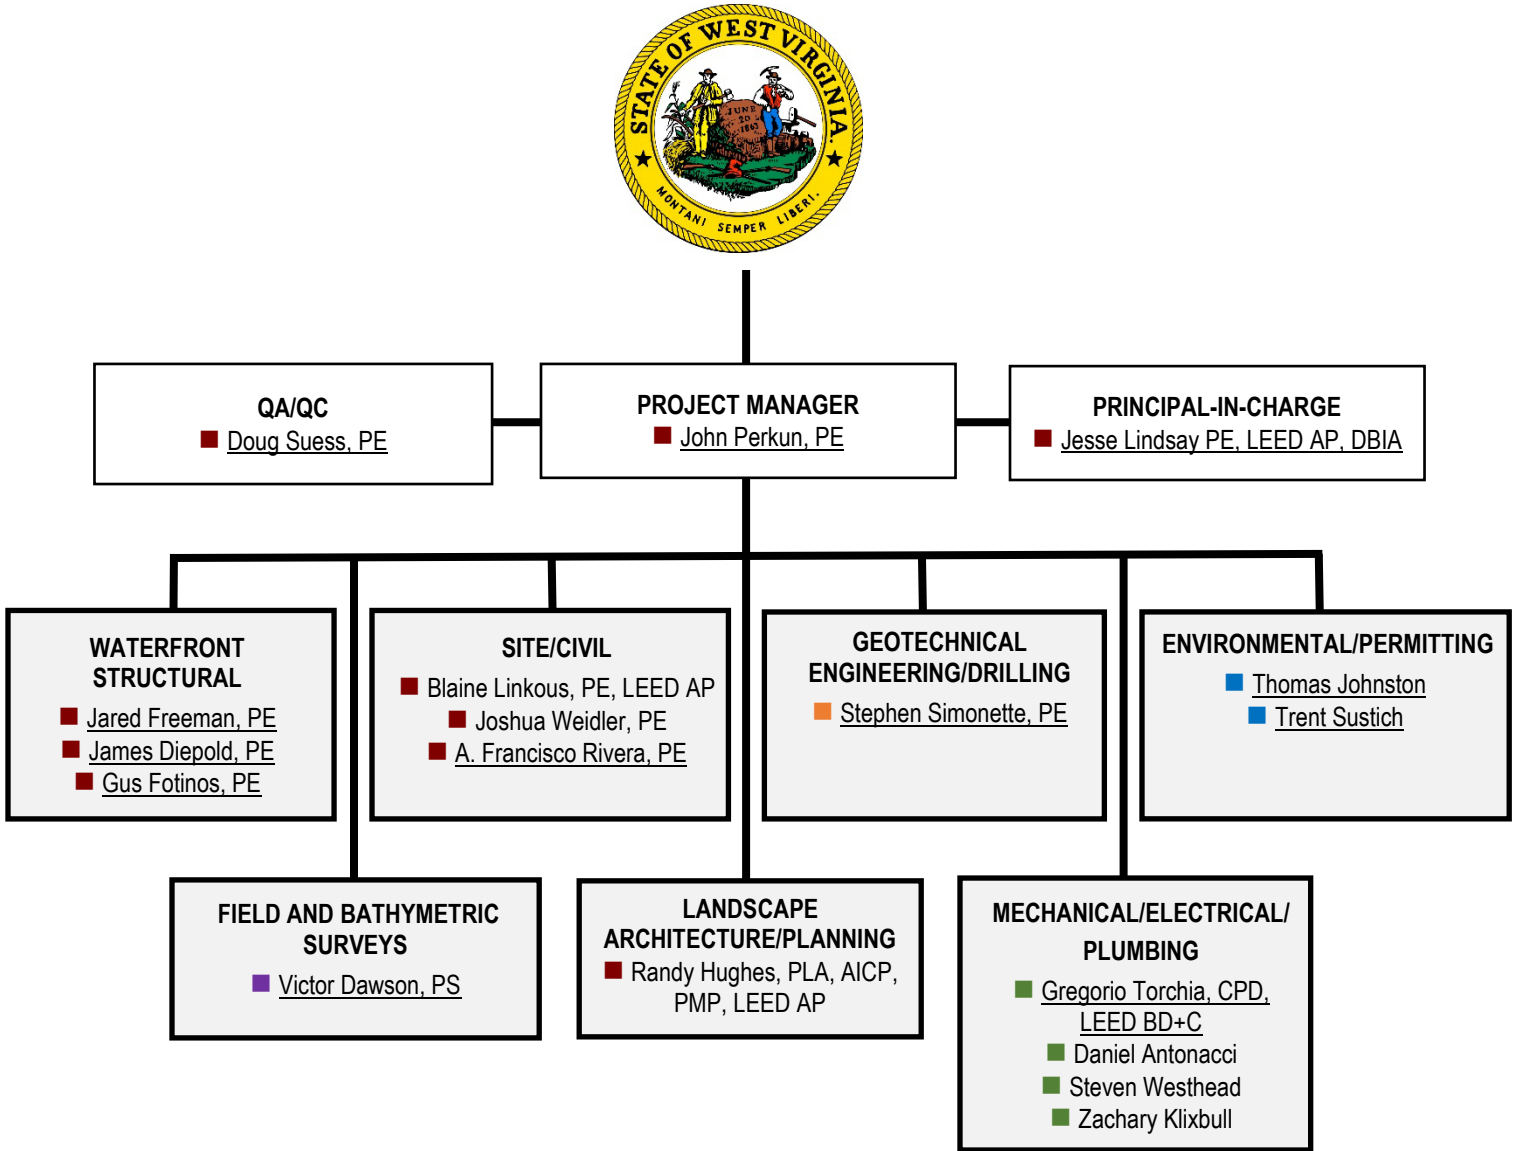 STATE OF WEST VIRGINIA.
JUNE
20
1863
MONTANI SEMPER LIBERI.
QA/QC
Doug Suess, PE
PROJECT MANAGER
John Perkun, PE
PRINCIPAL-IN-CHARGE
Jesse Lindsay PE, LEED AP, DBIA
WATERFRONT
STRUCTURAL
Jared Freeman, PE
James Diepold, PE
Gus Fotinos, PE
SITE/CIVIL
Blaine Linkous, PE, LEED AP
Joshua Weidler, PE
A. Francisco Rivera, PE
GEOTECHNICAL
ENGINEERING/DRILLING
Stephen Simonette, PE
ENVIRONMENTAL/PERMITTING
Thomas Johnston
Trent Sustich
FIELD AND BATHYMETRIC
SURVEYS
Victor Dawson, PS
LANDSCAPE
ARCHITECTURE/PLANNING
Randy Hughes, PLA, AICP,
PMP, LEED AP
MECHANICAL/ELECTRICAL/
PLUMBING
Gregorio Torchia, CPD,
LEED BD+C
Daniel Antonacci
Steven Westhead
Zachary Klixbull